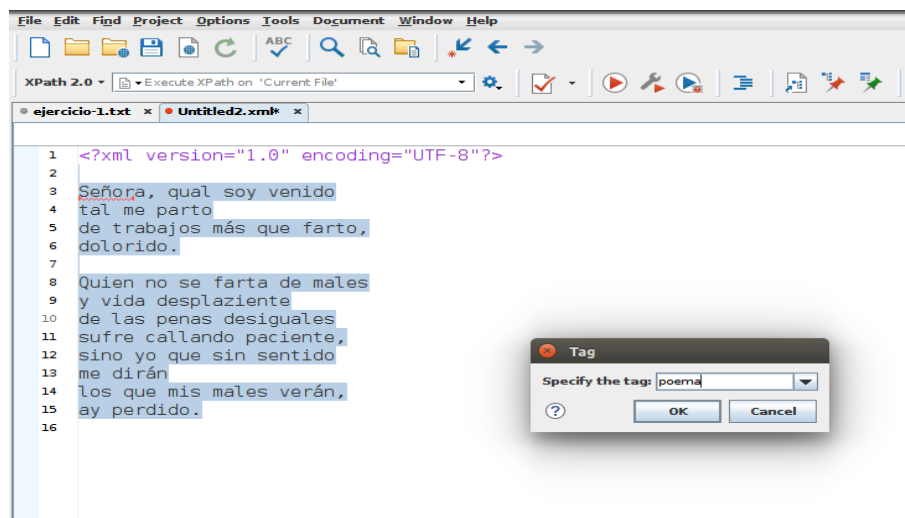 File Edit Find Project Options Tools Document Window Help
ABC
XPath 2.0 Execute XPath on 'Current File'
ejercicio-1.txt × Untitled2.xml* ×
1 <?xml version="1.0" encoding="UTF-8"?>
2
3 Señora, qual soy venido
4 tal me parto
5 de trabajos más que farto,
6 dolorido.
7
8 Quien no se farta de males
9 y vida desplaziente
10 de las penas desiguales
11 sufre callando paciente,
12 sino yo que sin sentido
13 me dirán
14 los que mis males verán,
15 ay perdido.
16
Tag
Specify the tag: poema
? OK Cancel